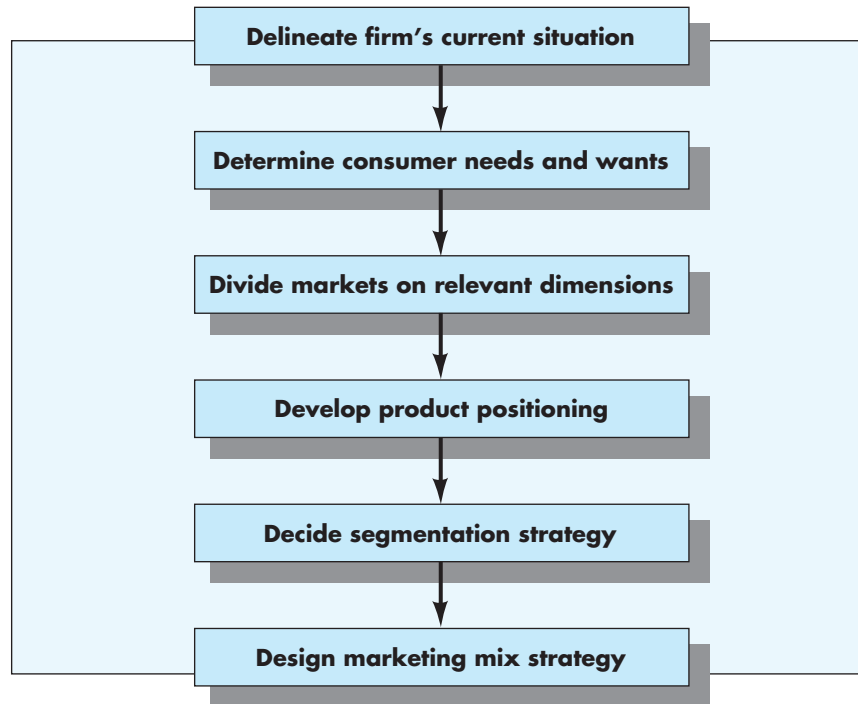 Delineate firm's current situation
Determine consumer needs and wants
Divide markets on relevant dimensions
Develop product positioning
Decide segmentation strategy
Design marketing mix strategy